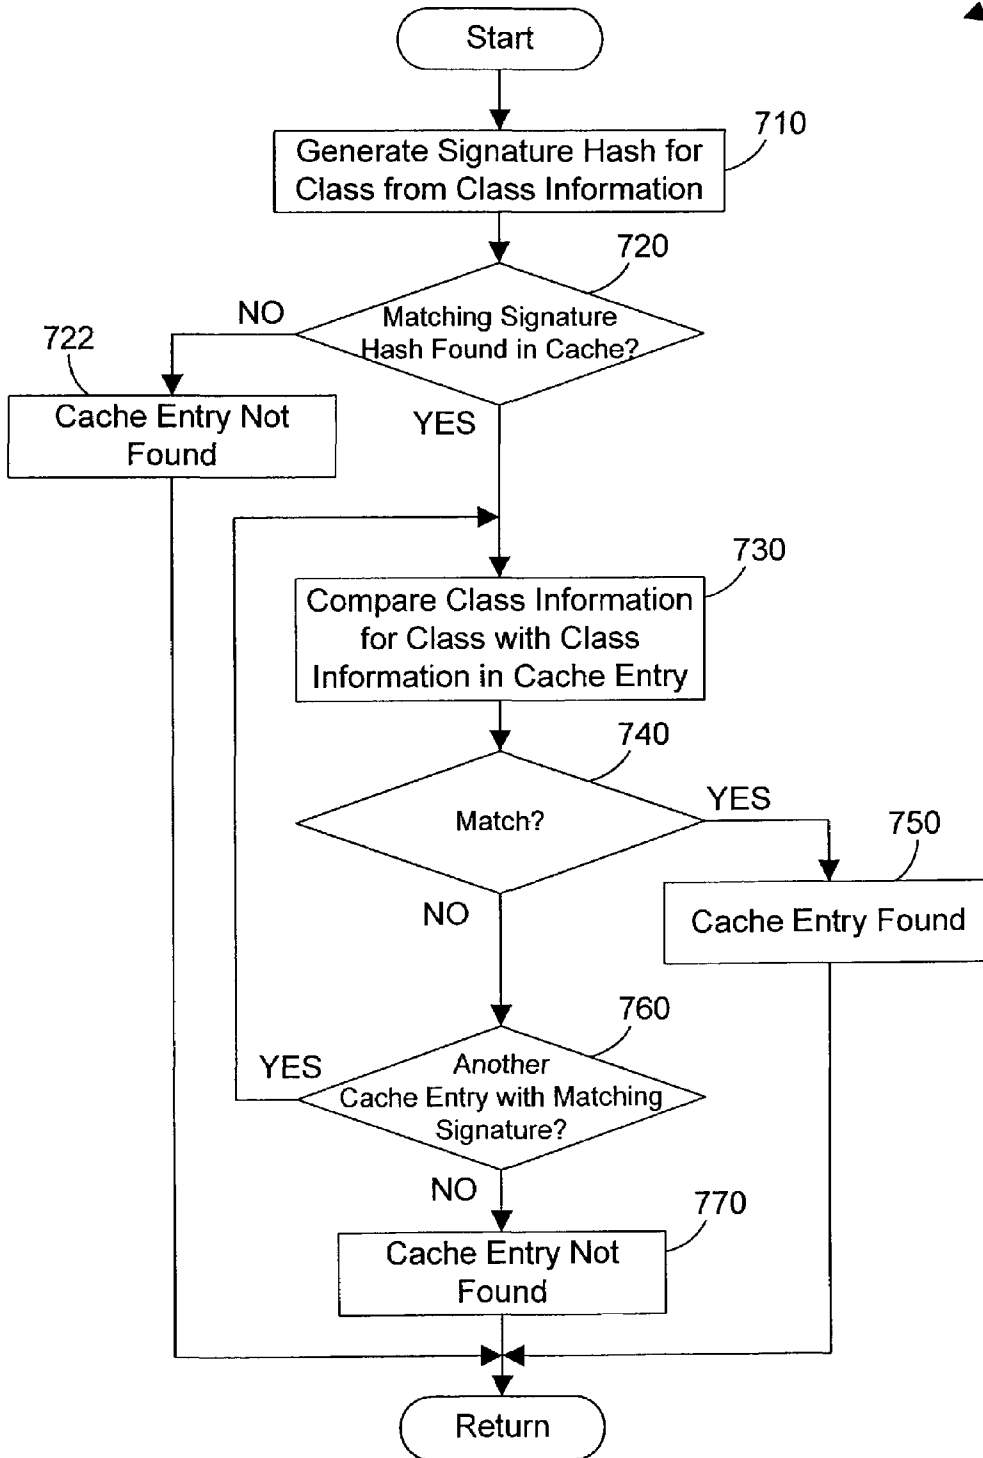 Start
710
Generate Signature Hash for
Class from Class Information
720
NO
Matching Signature
Hash Found in Cache?
722
Cache Entry Not
Found
YES
730
Compare Class Information
for Class with Class
Information in Cache Entry
740
Match?
YES
750
NO
Cache Entry Found
760
YES
Another
Cache Entry with Matching
Signature?
NO
770
Cache Entry Not
Found
Return